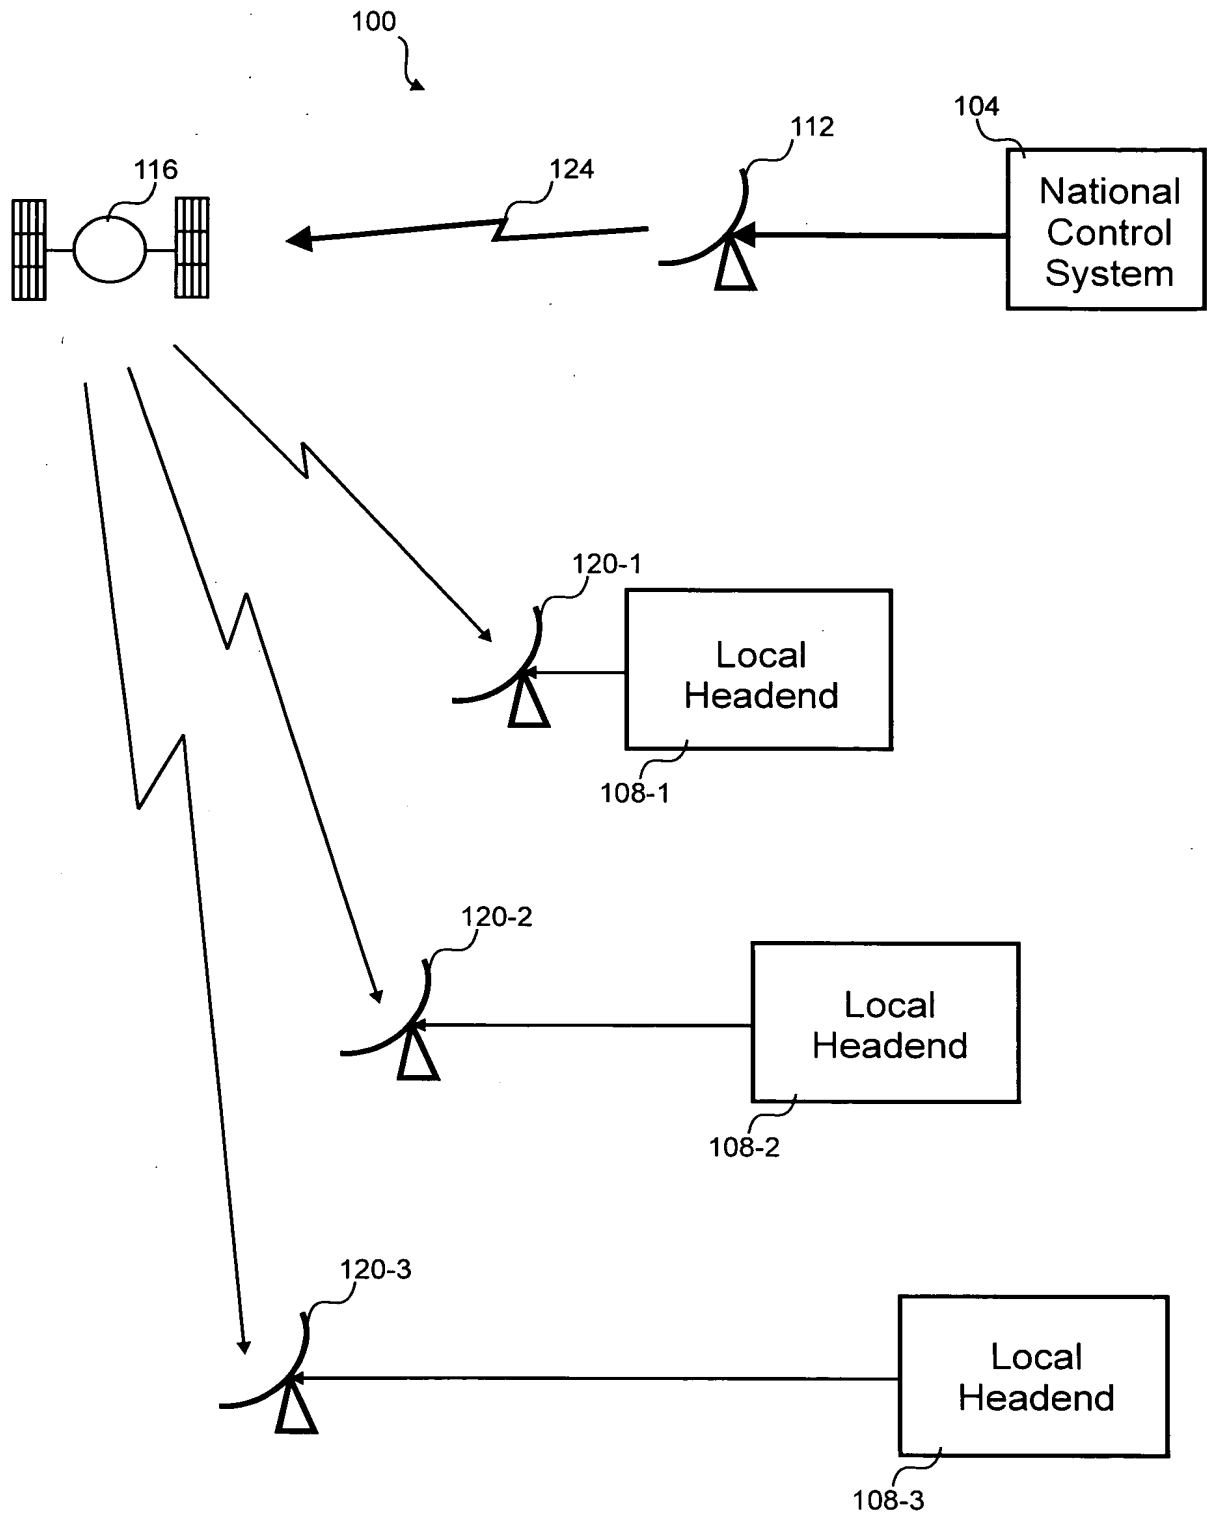 100
104
112
116
124
National
Control
System
120-1
Local
Headend
108-1
120-2
Local
Headend
108-2
120-3
Local
Headend
108-3